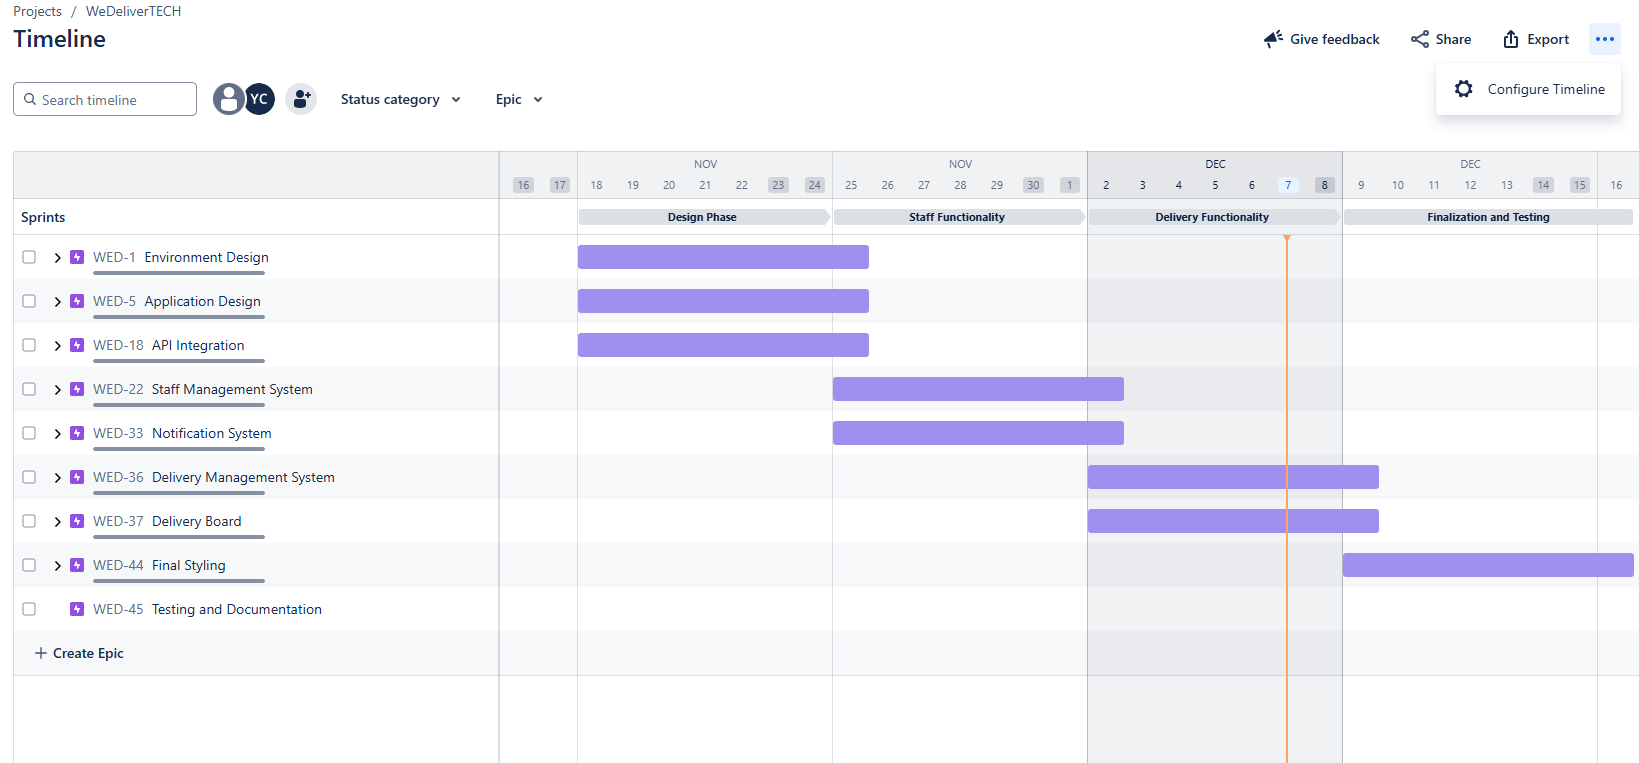 Projects / WeDeliverTECH
Timeline
Give feedback
Share
Export
Configure Timeline
Search timeline
YC
Status category
Epic
NOV NOV DEC DEC
16 17 18 19 20 21 22 23 24 25 26 27 28 29 30 1 2 3 4 5 6 7 8 9 10 11 12 13 14 15 16
Sprints Design Phase Staff Functionality Delivery Functionality Finalization and Testing
WED-1 Environment Design
WED-5 Application Design
WED-18 API Integration
WED-22 Staff Management System
WED-33 Notification System
WED-36 Delivery Management System
WED-37 Delivery Board
WED-44 Final Styling
WED-45 Testing and Documentation
+ Create Epic